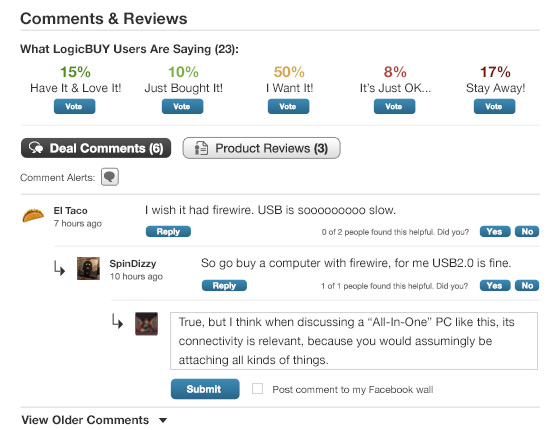 Comments & Reviews
What LogicBUY Users Are Saying (23):
15% 10% 50% 8% 17%
Have It & Love It! Just Bought It! I Want It! It's Just OK... Stay Away!
Vote Vote Vote Vote Vote
Deal Comments (6) Product Reviews (3)
Comment Alerts:
El Taco I wish it had firewire. USB is sooooooooo slow.
7 hours ago
Reply 0 of 2 people found this helpful. Did you? Yes No
SpinDizzy So go buy a computer with firewire, for me USB2.0 is fine.
10 hours ago
Reply 1 of 1 people found this helpful. Did you? Yes No
True, but I think when discussing a “All-In-One” PC like this, its
connectivity is relevant, because you would assumingly be
attaching all kinds of things.
Submit Post comment to my Facebook wall
View Older Comments